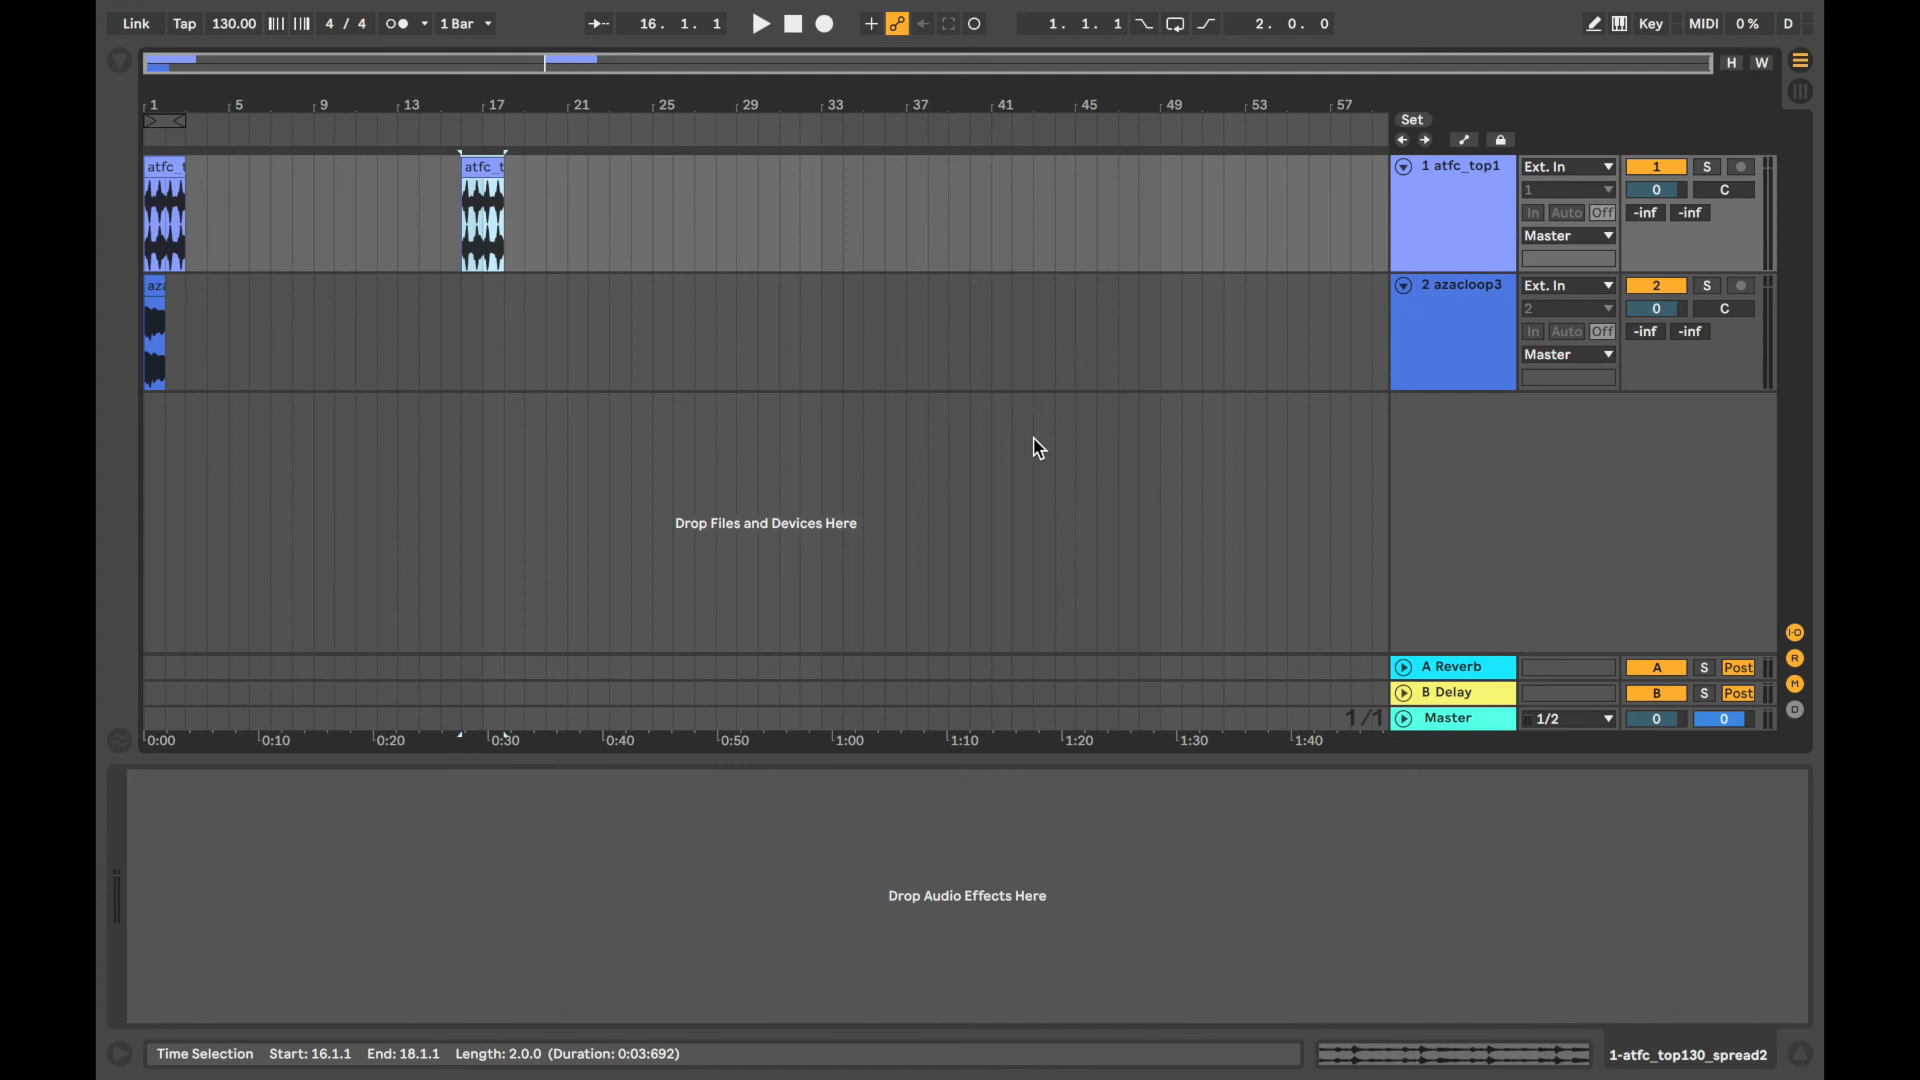 Link Tap 130.00 4 / 4 1 Bar 16. 1. 1 1. 1. 1 2. 0. 0 Key MIDI 0 % D
H W
1 5 9 13 17 21 25 29 33 37 41 45 49 53 57
Set
atfc_t atfc_t 1 atfc_top1 Ext. In 1 S
1 0 C
In Auto Off -inf -inf
Master
aza 2 azacloop3 Ext. In 2 S
2 0 C
In Auto Off -inf -inf
Master
Drop Files and Devices Here
I·O
R
M
D
A Reverb A S Post
B Delay B S Post
1/1 Master 1/2 0 0
0:00 0:10 0:20 0:30 0:40 0:50 1:00 1:10 1:20 1:30 1:40
Drop Audio Effects Here
Time Selection Start: 16.1.1 End: 18.1.1 Length: 2.0.0 (Duration: 0:03:692) 1-atfc_top130_spread2